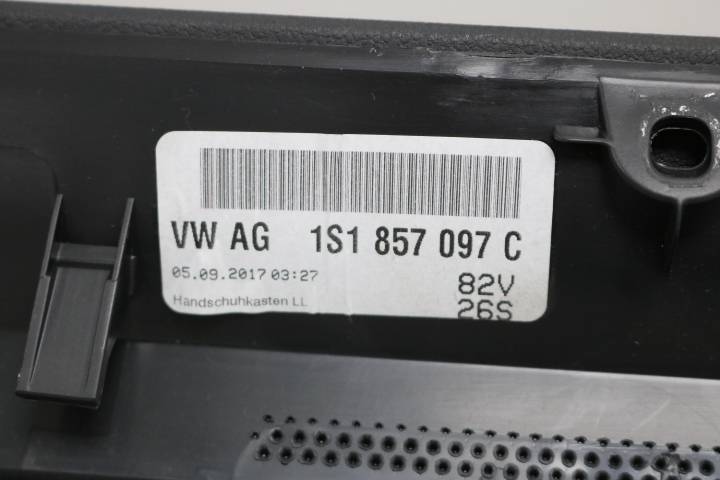 VW AG 1S1 857 097 C
05.09.2017 03:27
82V
Handschuhkasten LL
26S